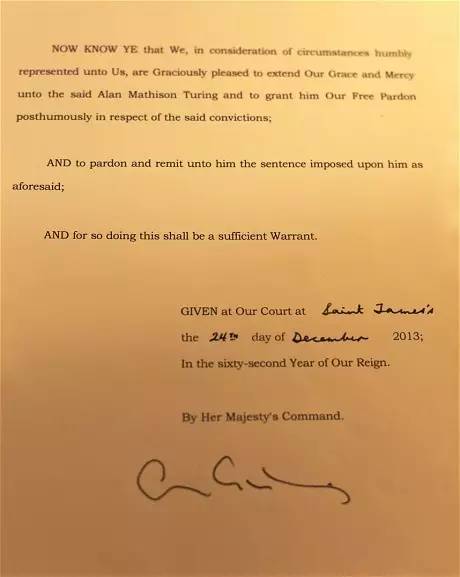 NOW KNOW YE that We, in consideration of circumstances humbly
represented unto Us, are Graciously pleased to extend Our Grace and Mercy
unto the said Alan Mathison Turing and to grant him Our Free Pardon
posthumously in respect of the said convictions;
AND to pardon and remit unto him the sentence imposed upon him as
aforesaid;
AND for so doing this shall be a sufficient Warrant.
GIVEN at Our Court at Saint James's
the 24th day of December 2013;
In the sixty-second Year of Our Reign.
By Her Majesty's Command.